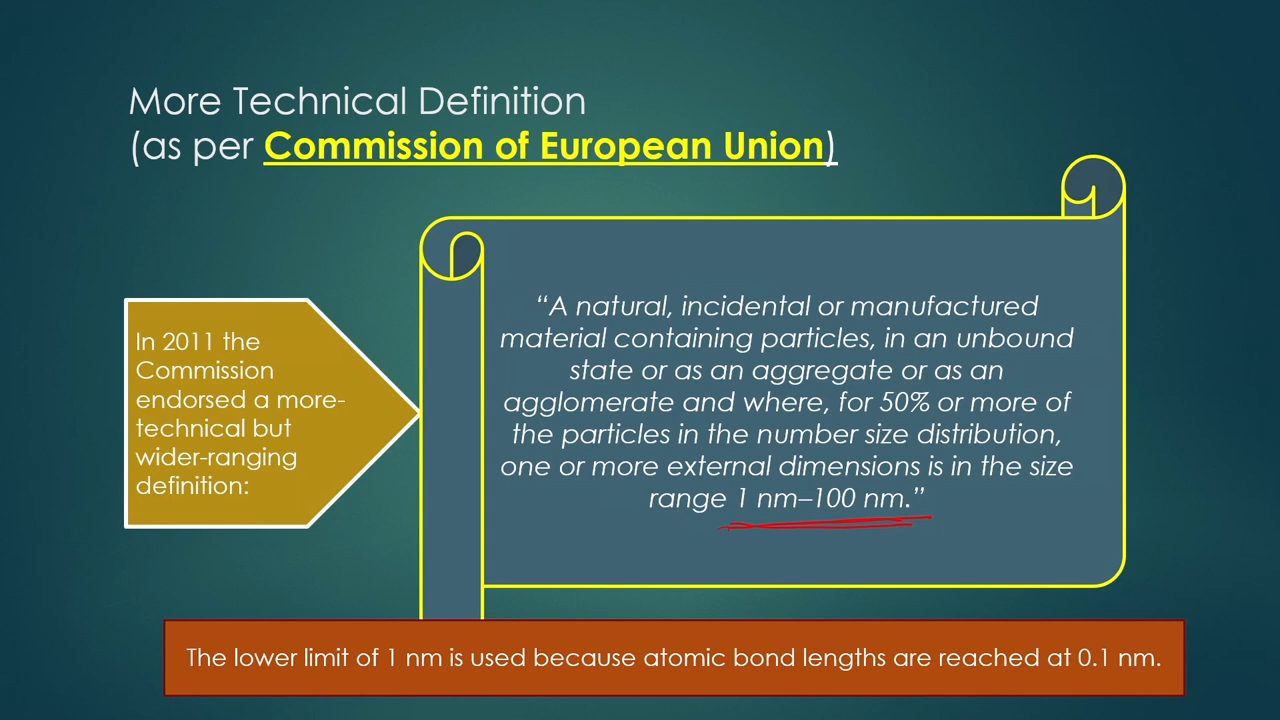 More Technical Definition
(as per Commission of European Union)
In 2011 the
Commission
endorsed a more-
technical but
wider-ranging
definition:
“A natural, incidental or manufactured
material containing particles, in an unbound
state or as an aggregate or as an
agglomerate and where, for 50% or more of
the particles in the number size distribution,
one or more external dimensions is in the size
range 1 nm–100 nm.”
The lower limit of 1 nm is used because atomic bond lengths are reached at 0.1 nm.